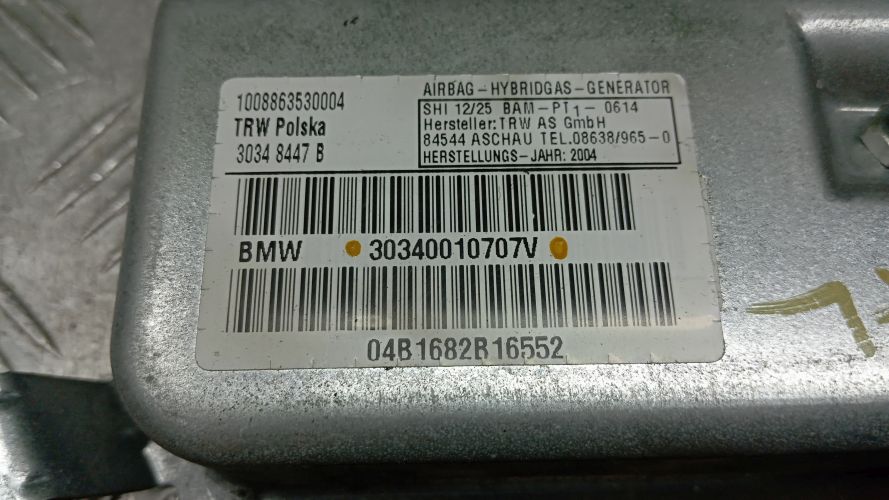 1008863530004
TRW Polska
3034 8447 B
AIRBAG-HYBRIDGAS-GENERATOR
SHI 12/25 BAM-PT1-0614
Hersteller: TRW AS GmbH
84544 ASCHAU TEL.08638/965-0
HERSTELLUNGS-JAHR: 2004
BMW 30340010707V
04B1682B16552